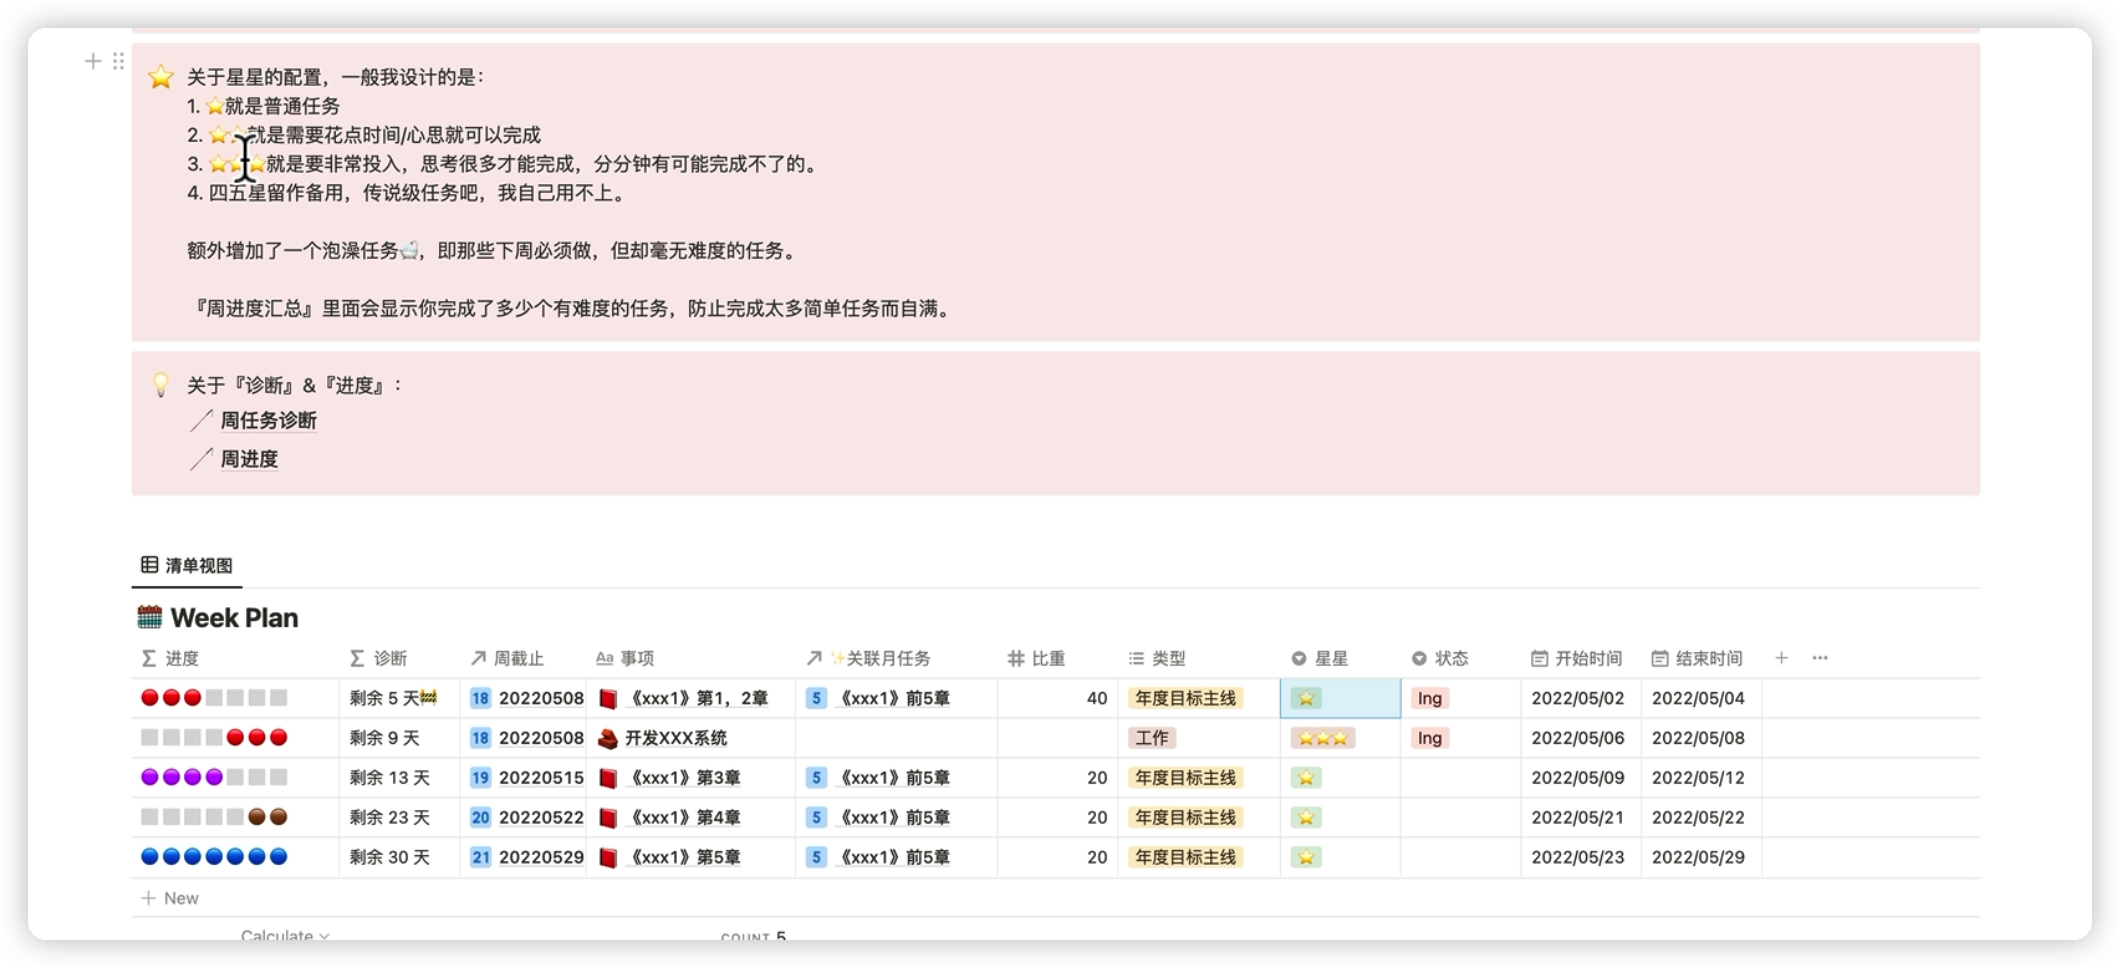 ⭐ 关于星星的配置，一般我设计的是：
1. ⭐就是普通任务
2. ⭐⭐就是需要花点时间/心思就可以完成
3. ⭐⭐⭐就是要非常投入，思考很多才能完成，分分钟有可能完成不了的。
4. 四五星留作备用，传说级任务吧，我自己用不上。
额外增加了一个泡澡任务🛁，即那些下周必须做，但却毫无难度的任务。
『周进度汇总』里面会显示你完成了多少个有难度的任务，防止完成太多简单任务而自满。
💡 关于『诊断』&『进度』：
周任务诊断
周进度
清单视图
Week Plan
进度 诊断 周截止 Aa 事项 ✨关联月任务 比重 类型 星星 状态 开始时间 结束时间
剩余 5 天🚧 18 20220508 《xxx1》第1，2章 5 《xxx1》前5章 40 年度目标主线 ⭐ Ing 2022/05/02 2022/05/04
剩余 9 天 18 20220508 开发XXX系统 工作 ⭐⭐⭐ Ing 2022/05/06 2022/05/08
剩余 13 天 19 20220515 《xxx1》第3章 5 《xxx1》前5章 20 年度目标主线 ⭐ 2022/05/09 2022/05/12
剩余 23 天 20 20220522 《xxx1》第4章 5 《xxx1》前5章 20 年度目标主线 ⭐ 2022/05/21 2022/05/22
剩余 30 天 21 20220529 《xxx1》第5章 5 《xxx1》前5章 20 年度目标主线 ⭐ 2022/05/23 2022/05/29
+ New
Calculate COUNT 5